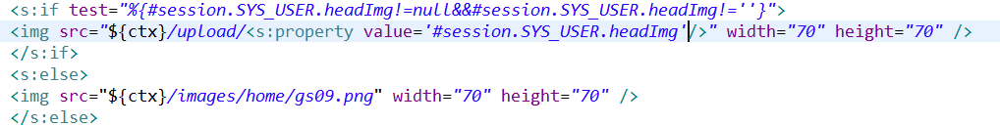 <s:if test="%{#session.SYS_USER.headImg!=null&&#session.SYS_USER.headImg!=''}">
<img src="${ctx}/upload/<s:property value='#session.SYS_USER.headImg'/>" width="70" height="70" />
</s:if>
<s:else>
<img src="${ctx}/images/home/gs09.png" width="70" height="70" />
</s:else>